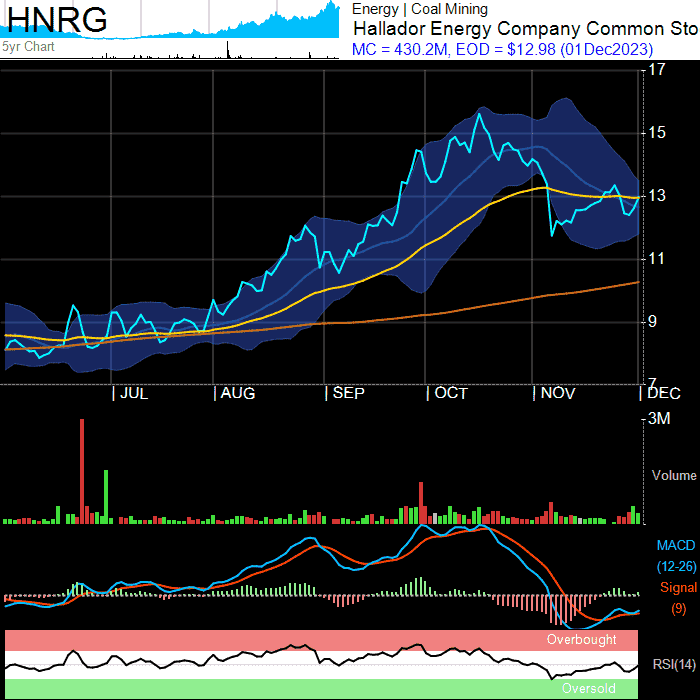 HNRG
5yr Chart
Energy | Coal Mining
Hallador Energy Company Common Sto
MC = 430.2M, EOD = $12.98 (01Dec2023)
17
15
13
11
9
7
JUL
AUG
SEP
OCT
NOV
DEC
3M
Volume
MACD
(12-26)
Signal
(9)
Overbought
RSI(14)
Oversold